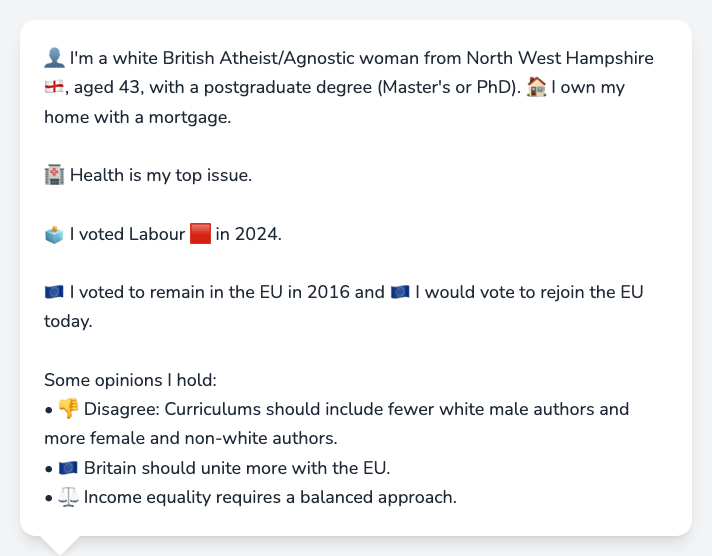 👤 I'm a white British Atheist/Agnostic woman from North West Hampshire
🏴󠁧󠁢󠁥󠁮󠁧󠁿, aged 43, with a postgraduate degree (Master's or PhD). 🏠 I own my
home with a mortgage.
🏥 Health is my top issue.
🗳️ I voted Labour 🟥 in 2024.
🇪🇺 I voted to remain in the EU in 2016 and 🇪🇺 I would vote to rejoin the EU
today.
Some opinions I hold:
• 👎 Disagree: Curriculums should include fewer white male authors and
more female and non-white authors.
• 🇪🇺 Britain should unite more with the EU.
• ⚖️ Income equality requires a balanced approach.